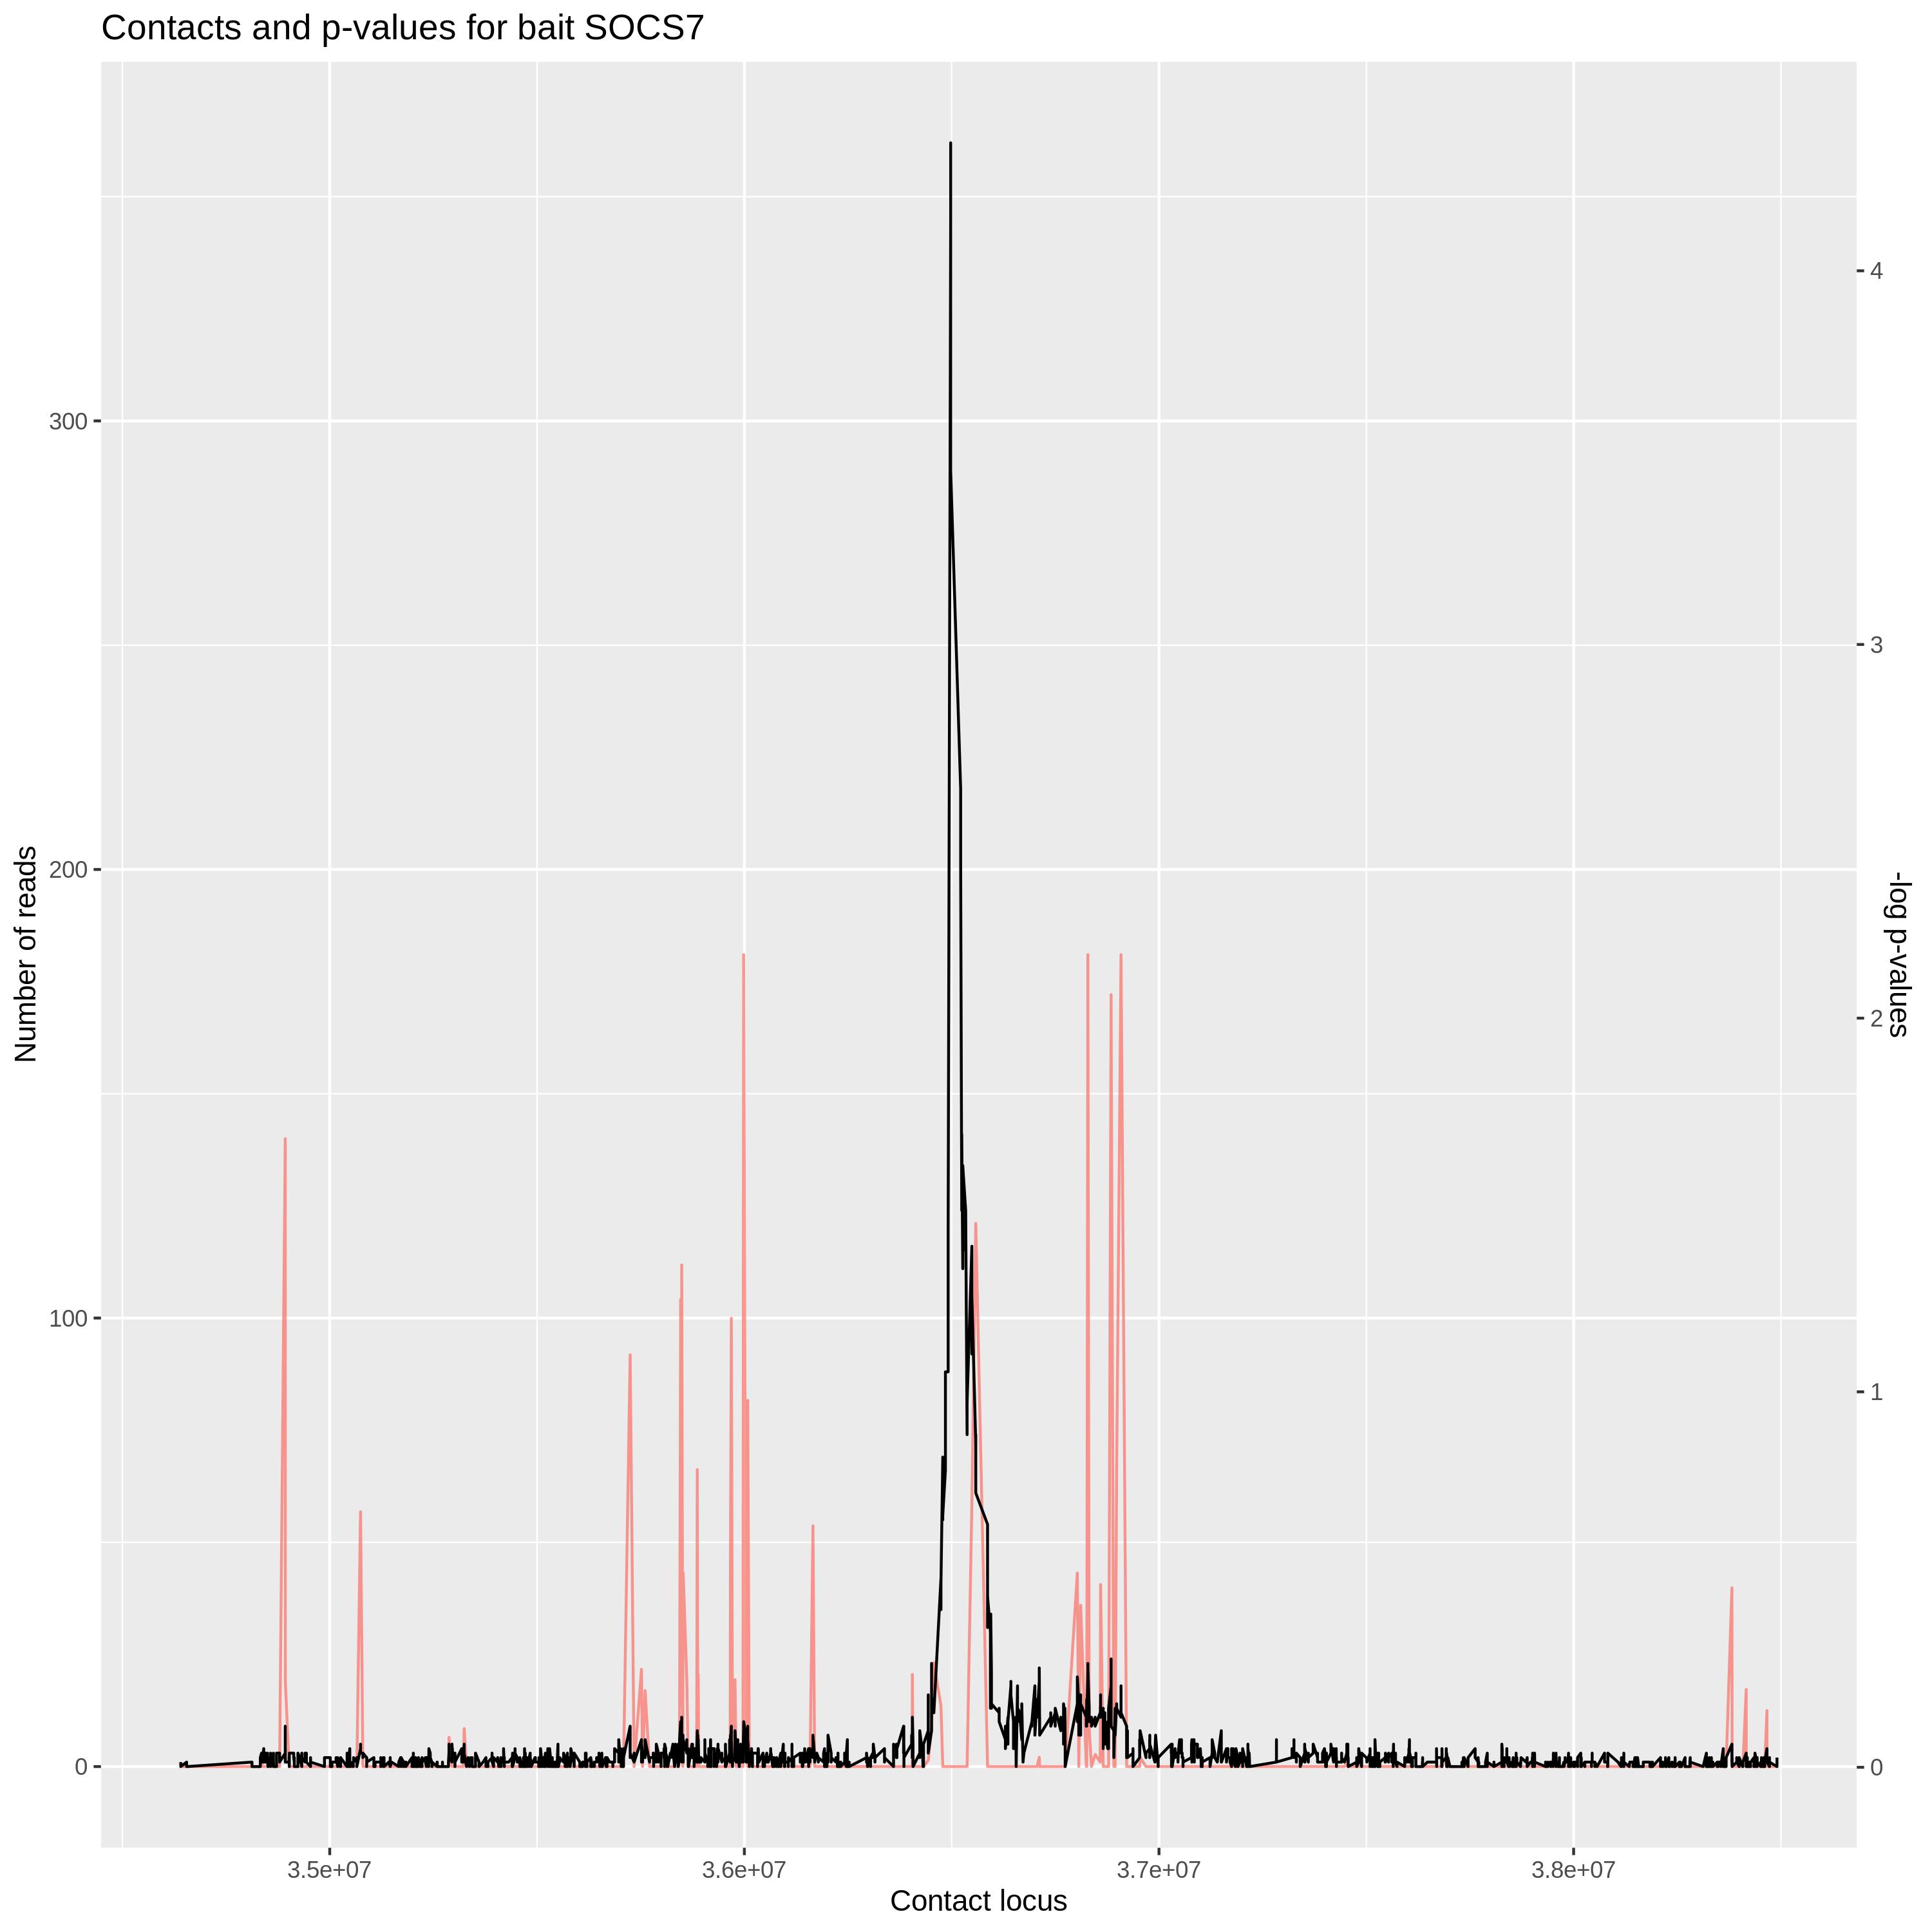 Contacts and p-values for bait SOCS7
Number of reads
300
200
100
0
4
3
2
1
0
-log p-values
3.5e+07
3.6e+07
3.7e+07
3.8e+07
Contact locus